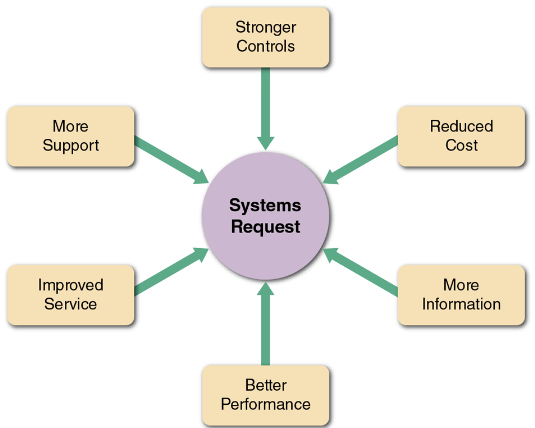 Stronger
Controls
More
Support
Reduced
Cost
Systems
Request
Improved
Service
More
Information
Better
Performance